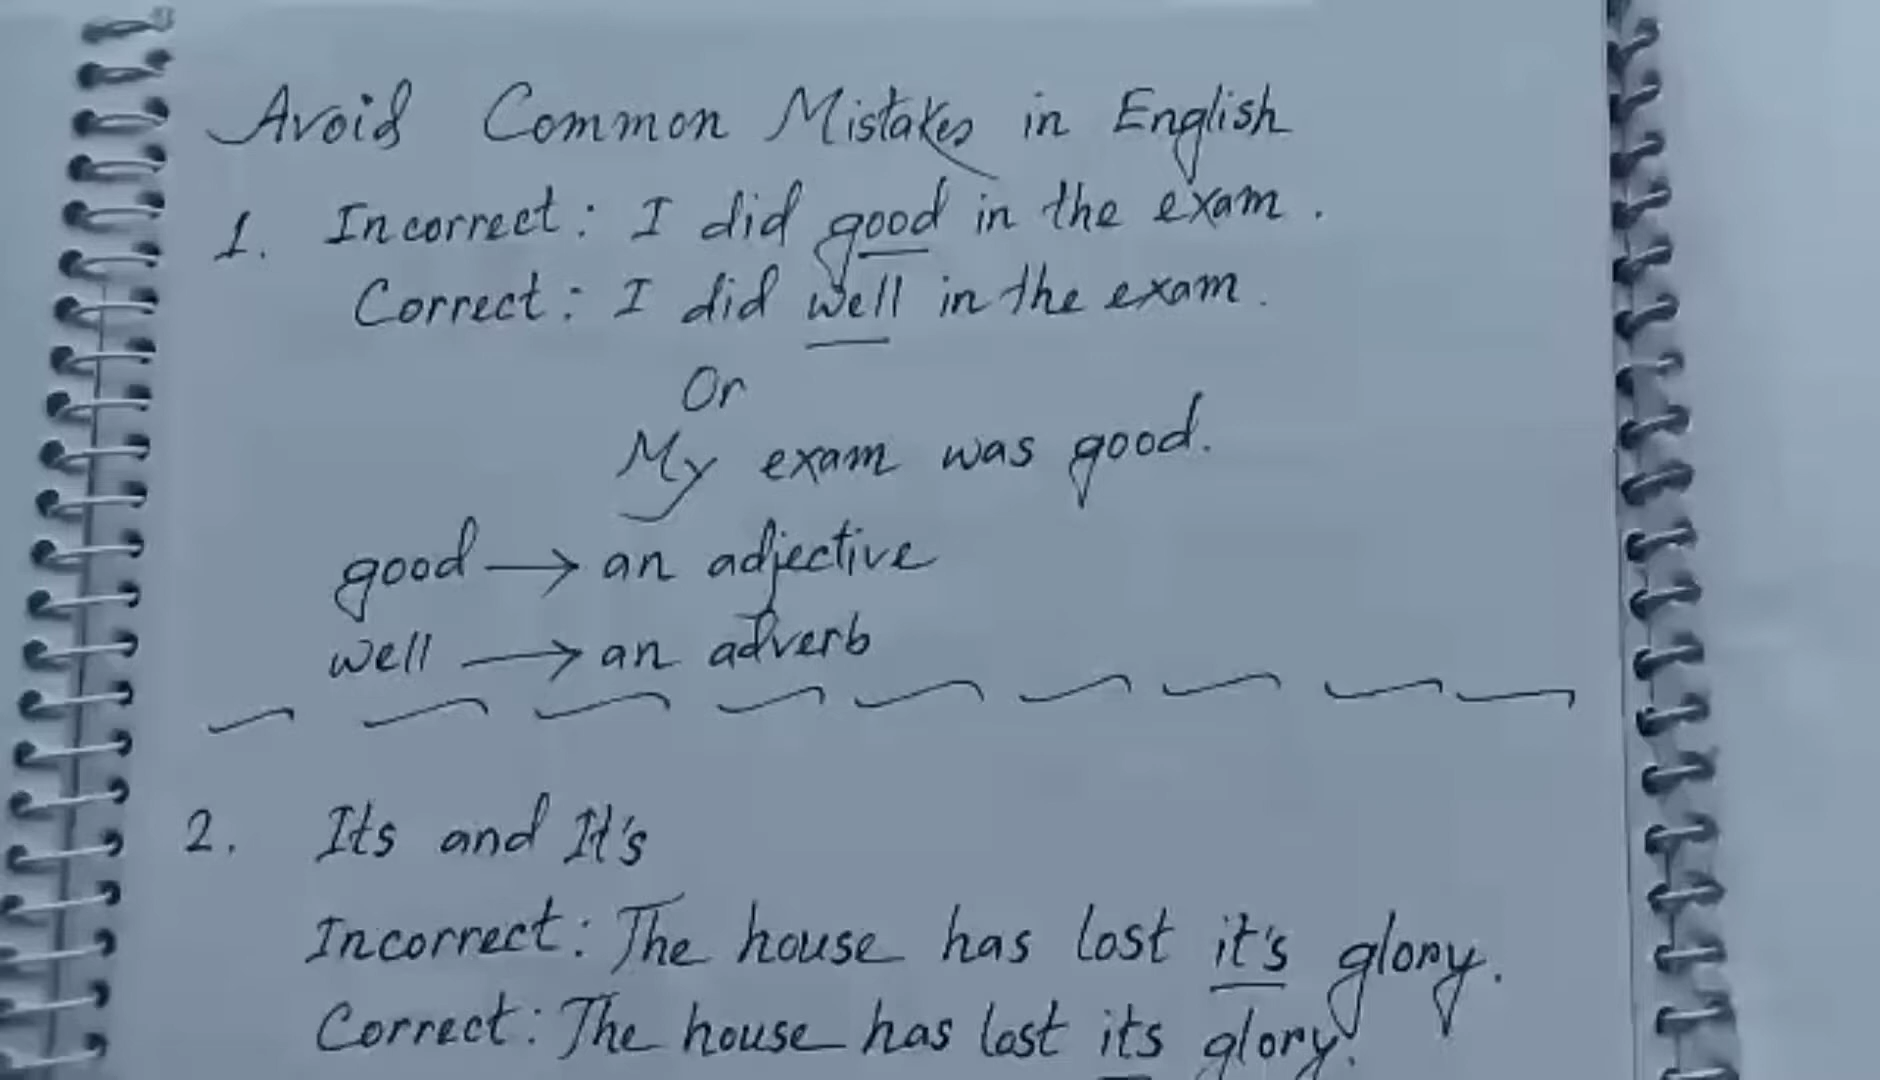 Avoid Common Mistakes in English
1. Incorrect: I did good in the exam.
Correct: I did well in the exam.
Or
My exam was good.
good → an adjective
well → an adverb
2. Its and It's
Incorrect: The house has lost it's glory.
Correct: The house has lost its glory.